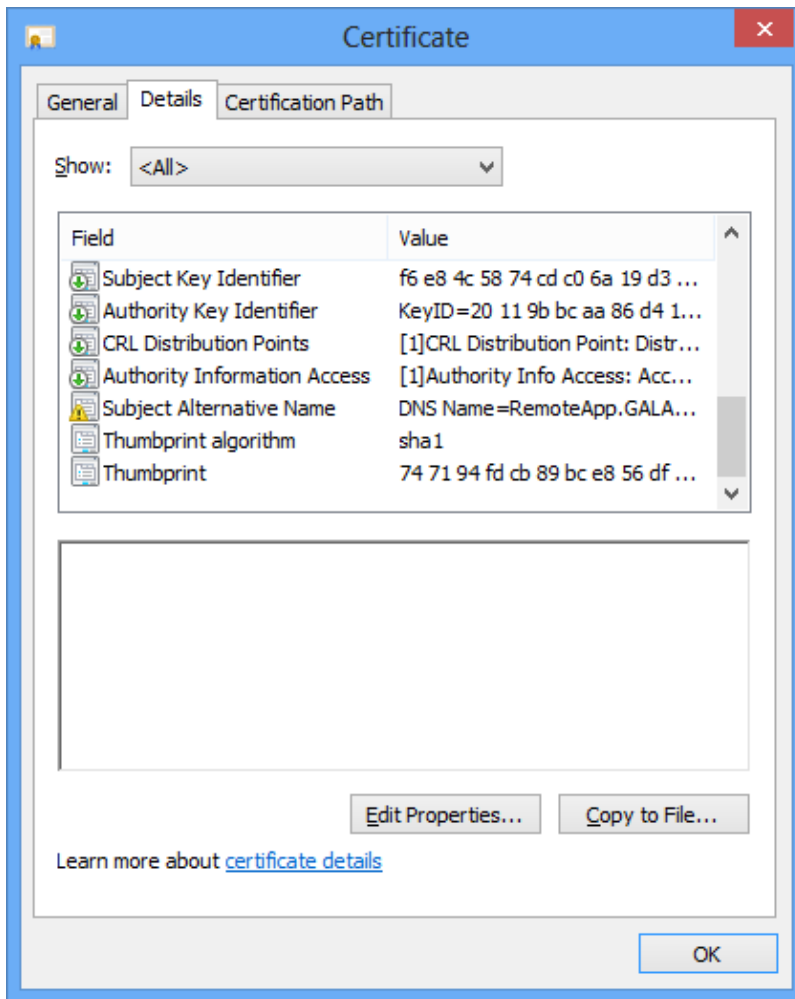 Certificate
General Details Certification Path
Show: <All>
Field Value
Subject Key Identifier f6 e8 4c 58 74 cd c0 6a 19 d3 ...
Authority Key Identifier KeyID=20 11 9b bc aa 86 d4 1...
CRL Distribution Points [1]CRL Distribution Point: Distr...
Authority Information Access [1]Authority Info Access: Acc...
Subject Alternative Name DNS Name=RemoteApp.GALA...
Thumbprint algorithm sha1
Thumbprint 74 71 94 fd cb 89 bc e8 56 df ...
Edit Properties... Copy to File...
Learn more about certificate details
OK